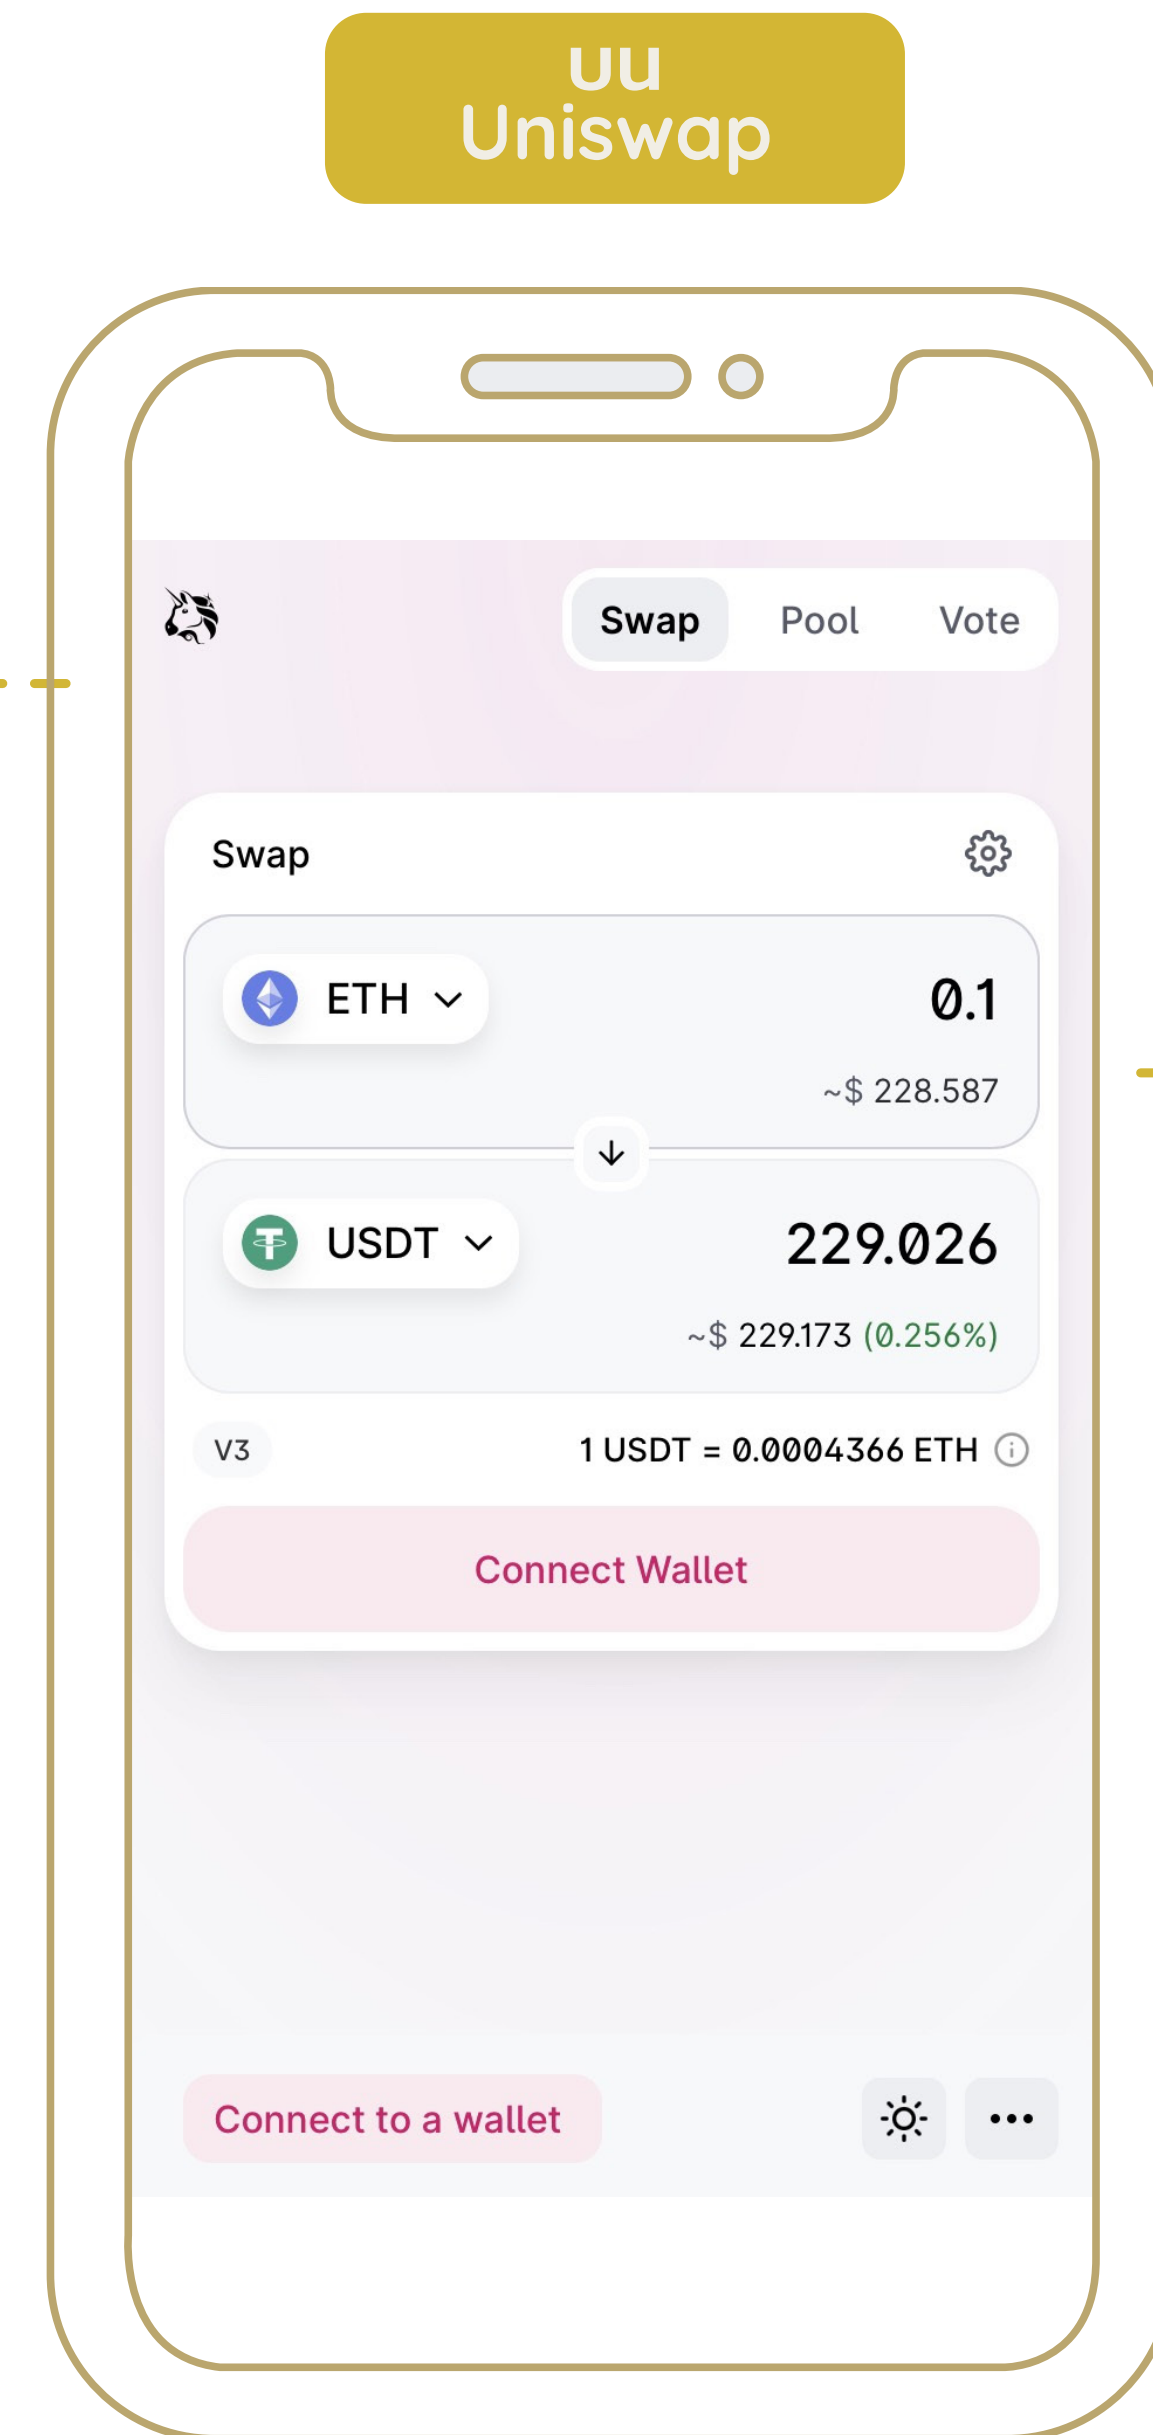 uu
Uniswap
Swap Pool Vote
Swap
ETH 0.1
~$ 228.587
USDT 229.026
~$ 229.173 (0.256%)
V3 1 USDT = 0.0004366 ETH
Connect Wallet
Connect to a wallet